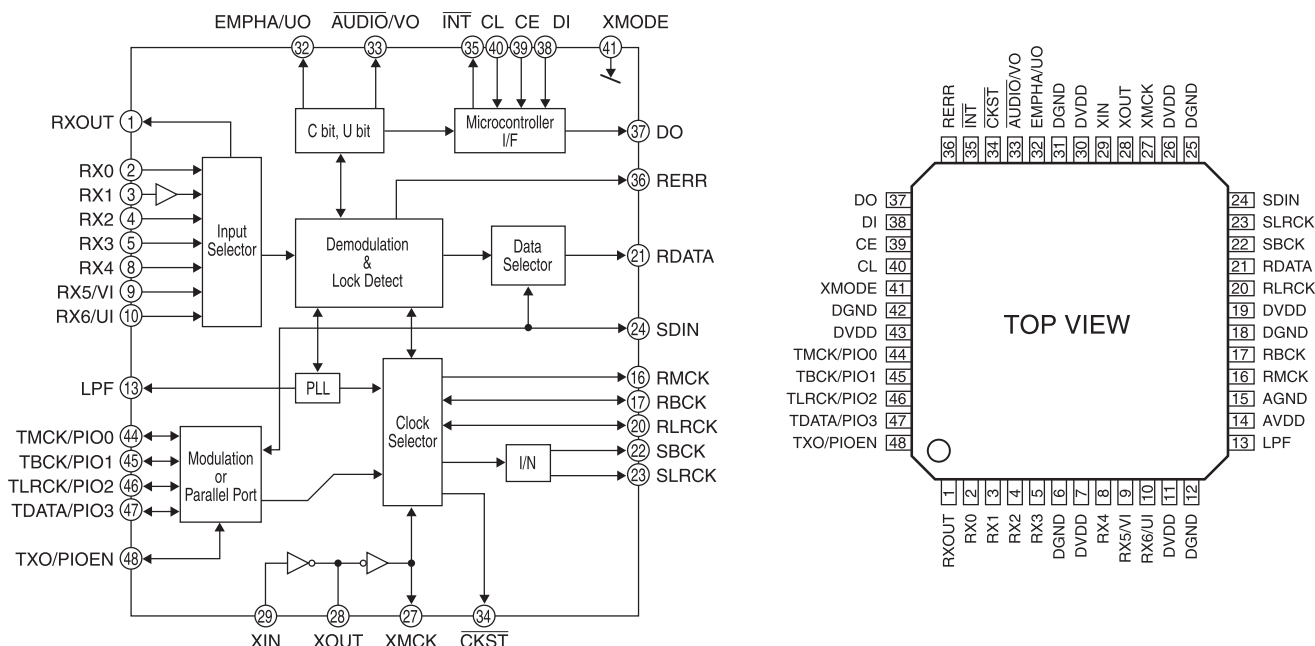 EMPHA/UO A̅U̅D̅I̅O̅/VO I̅N̅T̅ CL CE DI XMODE
32 33 35 40 39 38 41
RXOUT 1
RX0 2
RX1 3
RX2 4
RX3 5
RX4 8
RX5/VI 9
RX6/UI 10
LPF 13
TMCK/PIO0 44
TBCK/PIO1 45
TLRCK/PIO2 46
TDATA/PIO3 47
TXO/PIOEN 48
C bit, U bit
Microcontroller
I/F
Input
Selector
Demodulation
&
Lock Detect
Data
Selector
PLL
Clock
Selector
Modulation
or
Parallel Port
I/N
37 DO
36 RERR
21 RDATA
24 SDIN
16 RMCK
17 RBCK
20 RLRCK
22 SBCK
23 SLRCK
29 28 27 34
XIN XOUT XMCK C̅K̅S̅T̅
RERR I̅N̅T̅ C̅K̅S̅T̅ A̅U̅D̅I̅O̅/VO EMPHA/UO DGND DVDD XIN XOUT XMCK DVDD DGND
36 35 34 33 32 31 30 29 28 27 26 25
DO 37
DI 38
CE 39
CL 40
XMODE 41
DGND 42
DVDD 43
TMCK/PIO0 44
TBCK/PIO1 45
TLRCK/PIO2 46
TDATA/PIO3 47
TXO/PIOEN 48
TOP VIEW
24 SDIN
23 SLRCK
22 SBCK
21 RDATA
20 RLRCK
19 DVDD
18 DGND
17 RBCK
16 RMCK
15 AGND
14 AVDD
13 LPF
1 2 3 4 5 6 7 8 9 10 11 12
RXOUT RX0 RX1 RX2 RX3 DGND DVDD RX4 RX5/VI RX6/UI DVDD DGND